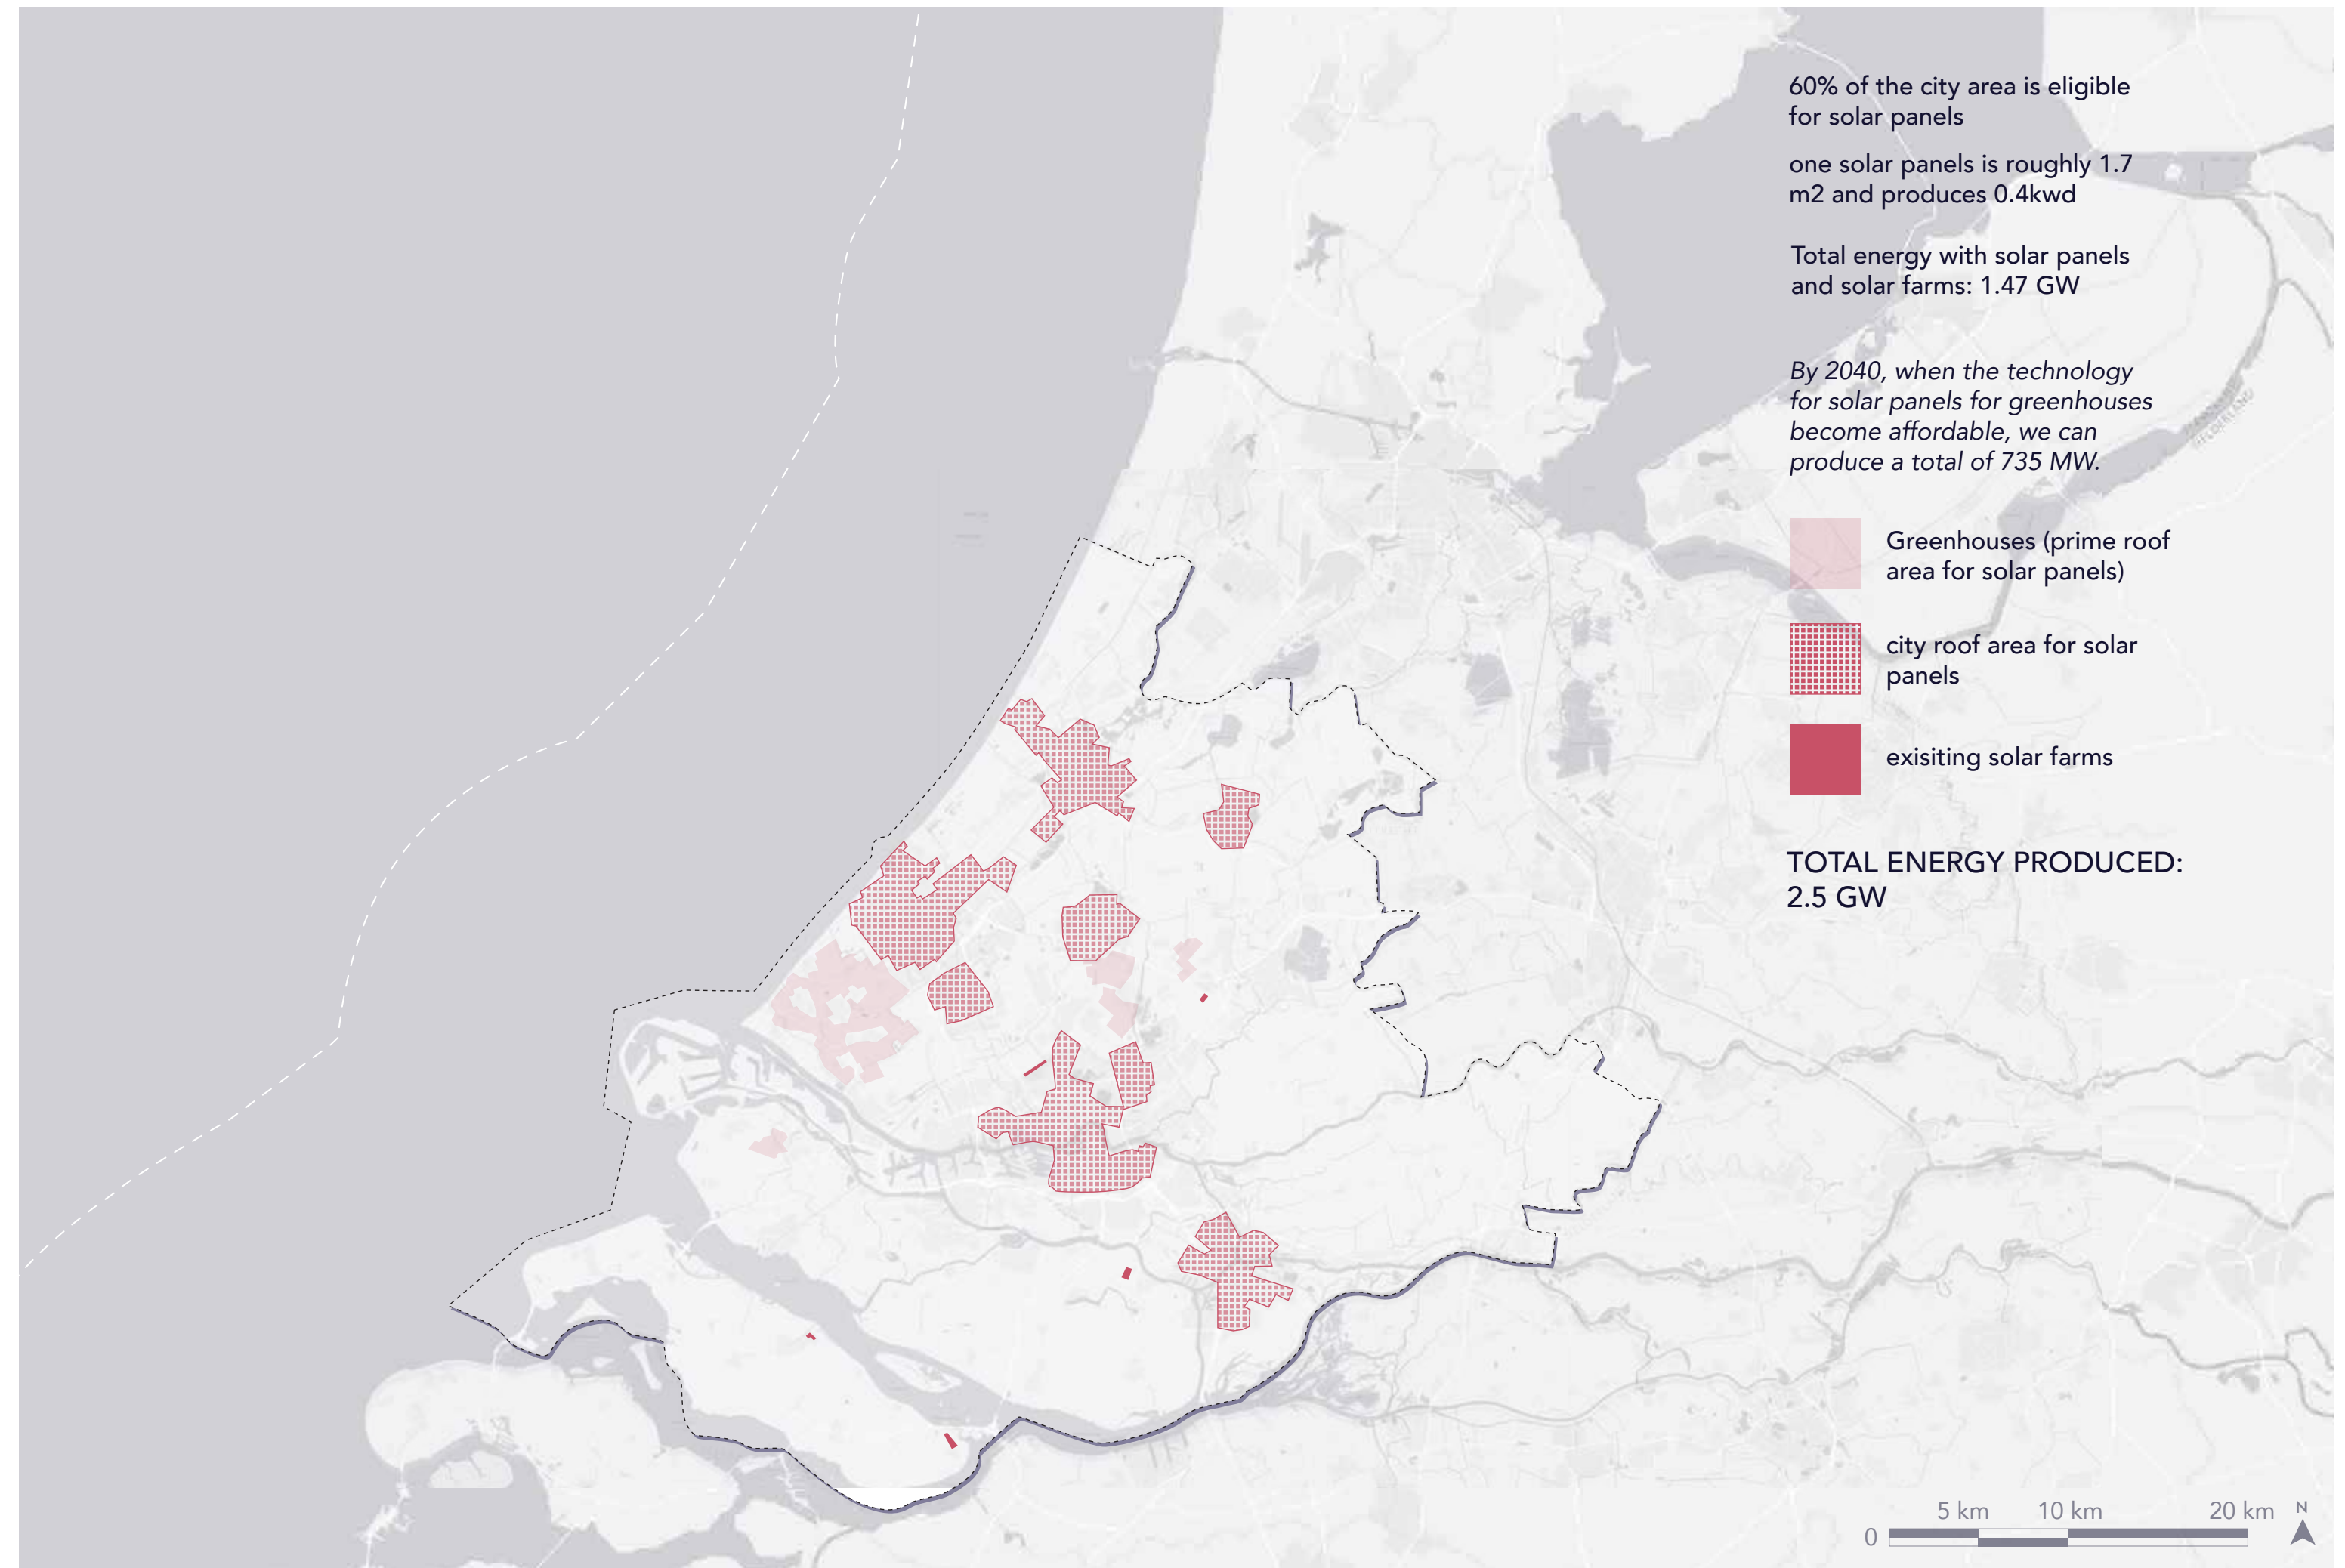 60% of the city area is eligible
for solar panels
one solar panels is roughly 1.7
m2 and produces 0.4kwd
Total energy with solar panels
and solar farms: 1.47 GW
By 2040, when the technology
for solar panels for greenhouses
become affordable, we can
produce a total of 735 MW.
Greenhouses (prime roof
area for solar panels)
city roof area for solar
panels
exisiting solar farms
TOTAL ENERGY PRODUCED:
2.5 GW
0
5 km
10 km
20 km
N